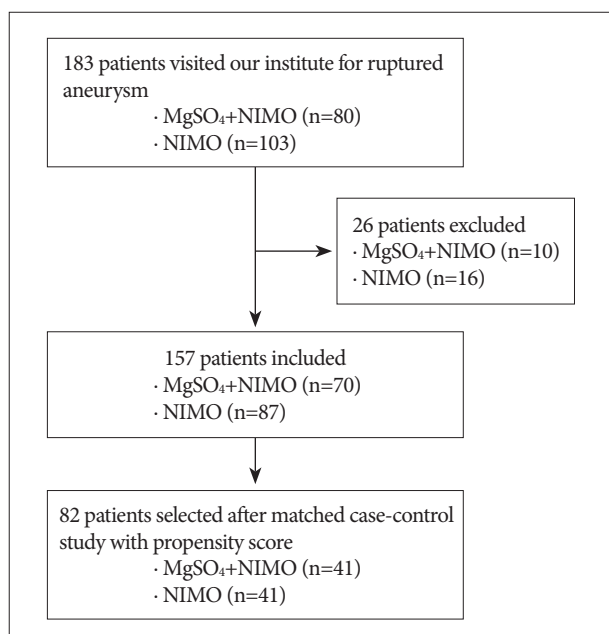 183 patients visited our institute for ruptured
aneurysm
· MgSO₄+NIMO (n=80)
· NIMO (n=103)
26 patients excluded
· MgSO₄+NIMO (n=10)
· NIMO (n=16)
157 patients included
· MgSO₄+NIMO (n=70)
· NIMO (n=87)
82 patients selected after matched case-control
study with propensity score
· MgSO₄+NIMO (n=41)
· NIMO (n=41)